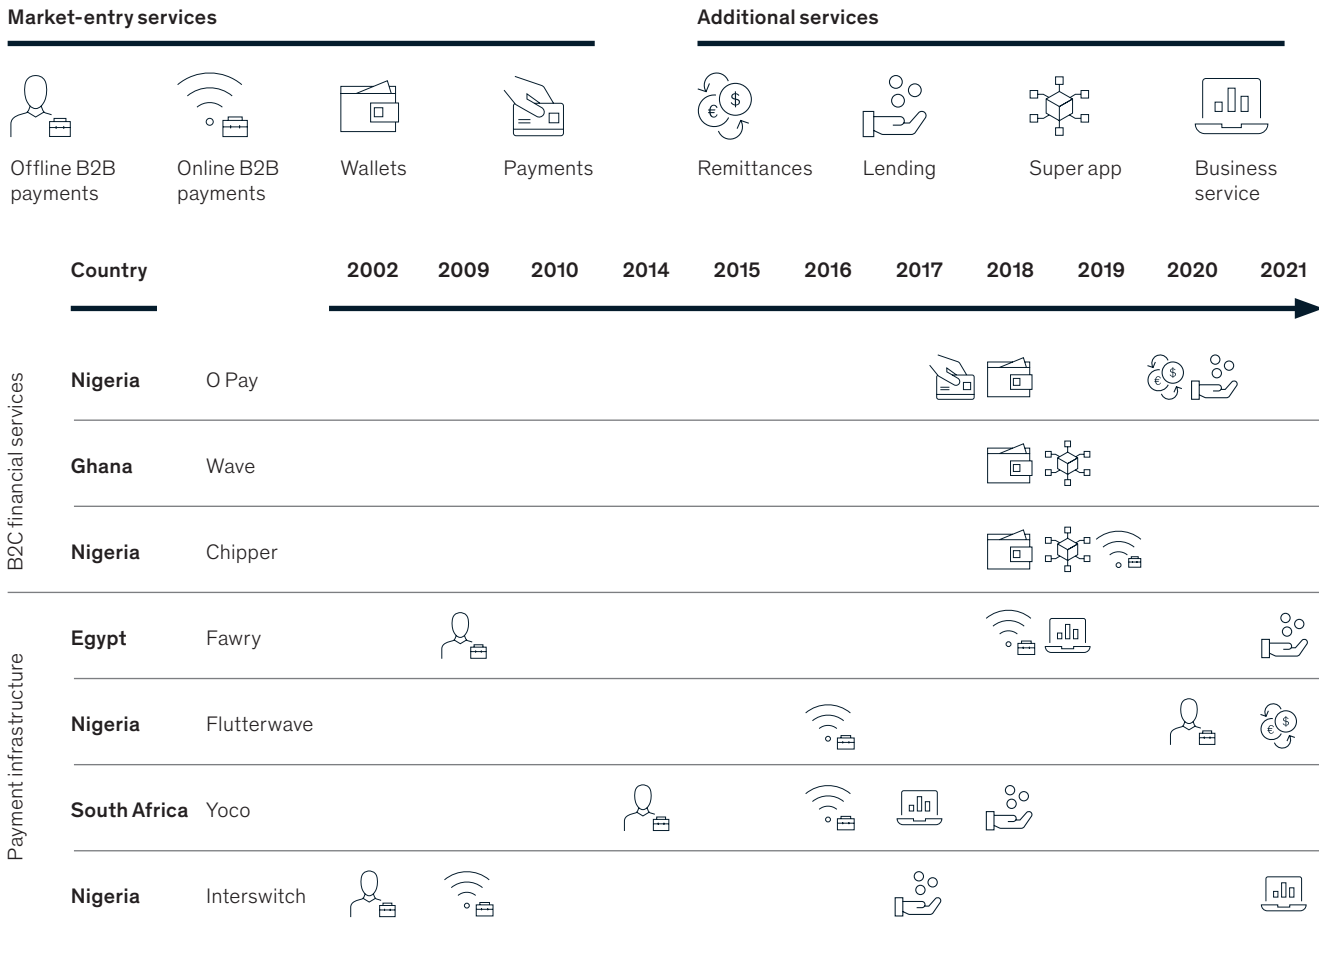 Market-entry services
Additional services
Offline B2B
payments
Online B2B
payments
Wallets
Payments
Remittances
Lending
Super app
Business
service
Country
2002 2009 2010 2014 2015 2016 2017 2018 2019 2020 2021
B2C financial services
Nigeria O Pay
Ghana Wave
Nigeria Chipper
Payment infrastructure
Egypt Fawry
Nigeria Flutterwave
South Africa Yoco
Nigeria Interswitch